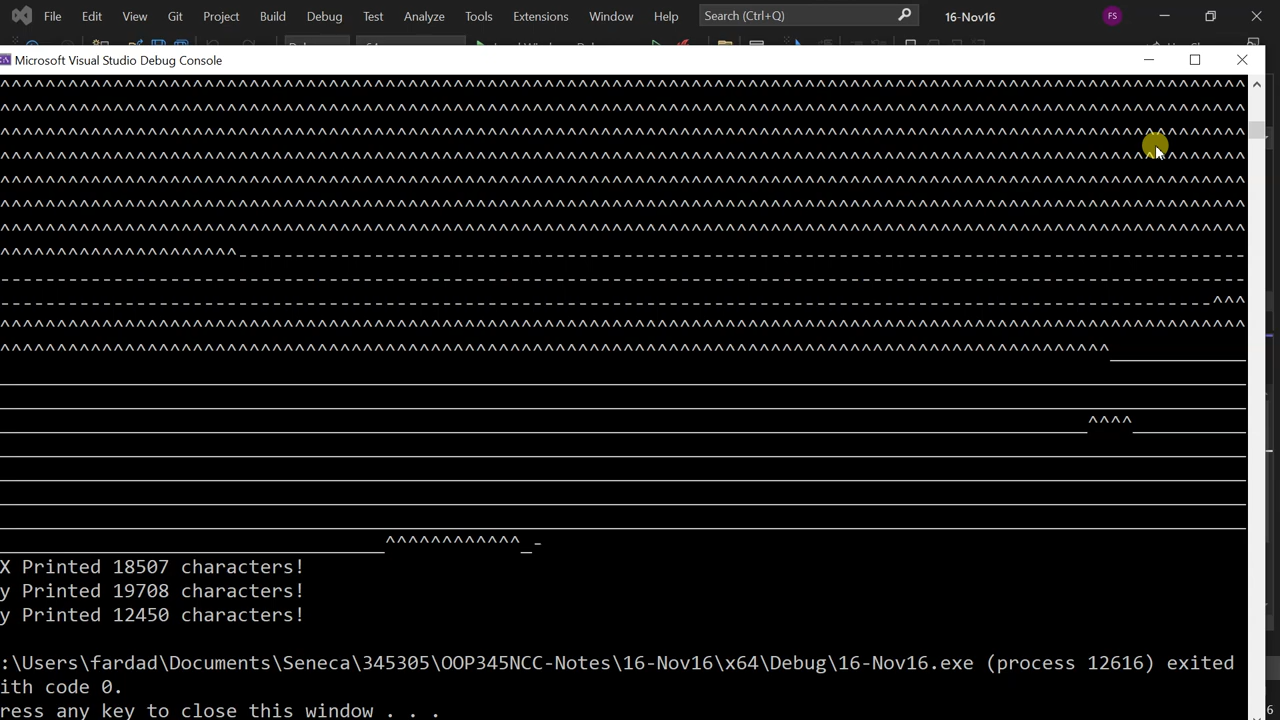 File Edit View Git Project Build Debug Test Analyze Tools Extensions Window Help Search (Ctrl+Q) 16-Nov16 FS
Microsoft Visual Studio Debug Console
X Printed 18507 characters!
y Printed 19708 characters!
y Printed 12450 characters!
:\Users\fardad\Documents\Seneca\345305\OOP345NCC-Notes\16-Nov16\x64\Debug\16-Nov16.exe (process 12616) exited
ith code 0.
ress any key to close this window . . .